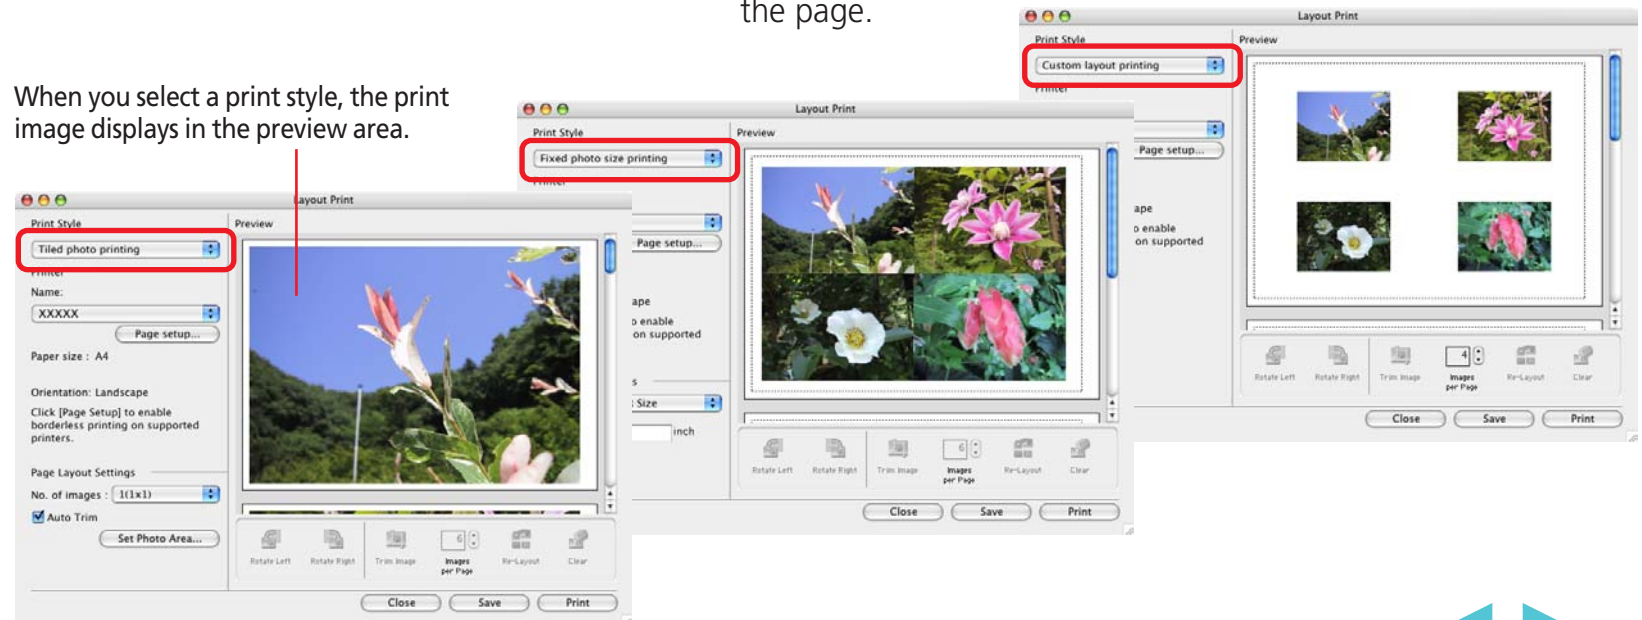 the page.
When you select a print style, the print
image displays in the preview area.
Layout Print
Print Style
Tiled photo printing
Printer
Name:
XXXXX
Page setup...
Paper size : A4
Orientation: Landscape
Click [Page Setup] to enable
borderless printing on supported
printers.
Page Layout Settings
No. of images : 1(1x1)
Auto Trim
Set Photo Area...
Preview
Rotate Left
Rotate Right
Trim Image
6
Images
per Page
Re-Layout
Clear
Close
Save
Print
Layout Print
Print Style
Fixed photo size printing
Printer
Page setup...
ape
o enable
on supported
s
Size
inch
Preview
Rotate Left
Rotate Right
Trim Image
6
Images
per Page
Re-Layout
Clear
Close
Save
Print
Layout Print
Print Style
Custom layout printing
Printer
Page setup...
ape
o enable
on supported
Preview
Rotate Left
Rotate Right
Trim Image
4
Images
per Page
Re-Layout
Clear
Close
Save
Print